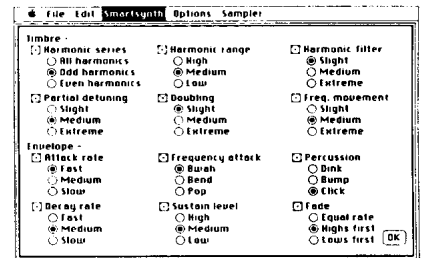 File Edit Smartsynth Options Sampler
Timbre -
Harmonic series Harmonic range Harmonic filter
All harmonics High Slight
Odd harmonics Medium Medium
Even harmonics Low Extreme
Partial detuning Doubling Freq. movement
Slight Slight Slight
Medium Medium Medium
Extreme Extreme Extreme
Envelope -
Attack rate Frequency attack Percussion
Fast Bwah Dink
Medium Bend Bump
Slow Pop Click
Decay rate Sustain level Fade
Fast High Equal rate
Medium Medium Highs first
Slow Low Lows first OK